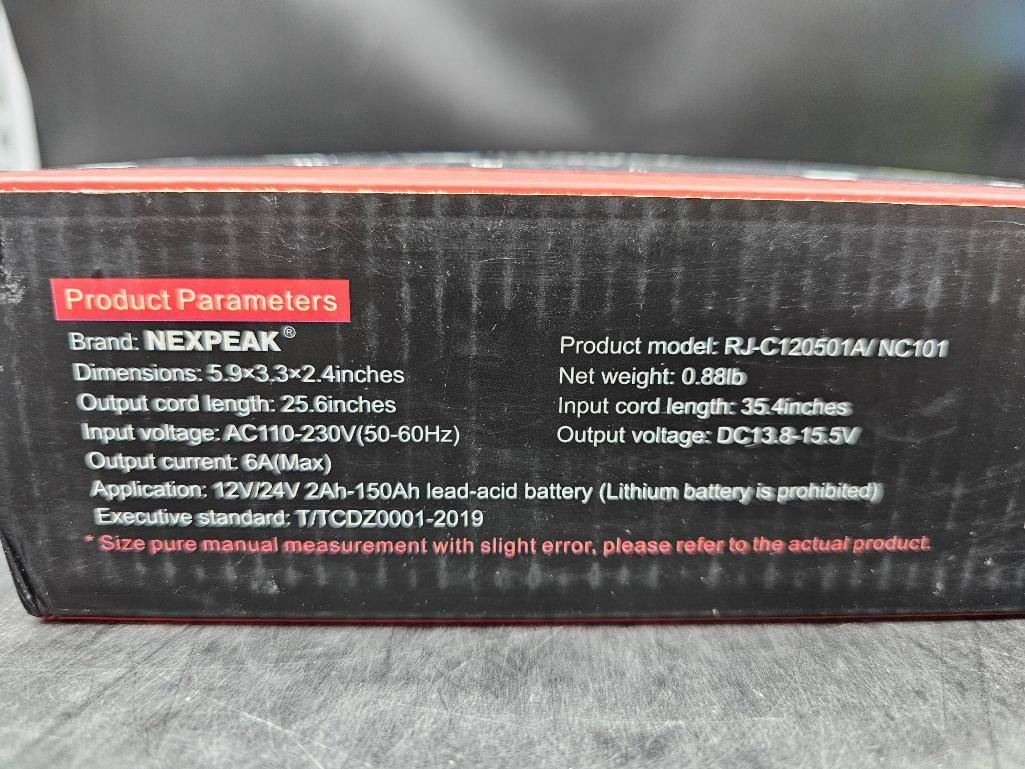 Product Parameters
Brand: NEXPEAK®
Product model: RJ-C120501A/ NC101
Dimensions: 5.9×3.3×2.4inches
Net weight: 0.88lb
Output cord length: 25.6inches
Input cord length: 35.4inches
Input voltage: AC110-230V(50-60Hz)
Output voltage: DC13.8-15.5V
Output current: 6A(Max)
Application: 12V/24V 2Ah-150Ah lead-acid battery (Lithium battery is prohibited)
Executive standard: T/TCDZ0001-2019
* Size pure manual measurement with slight error, please refer to the actual product.